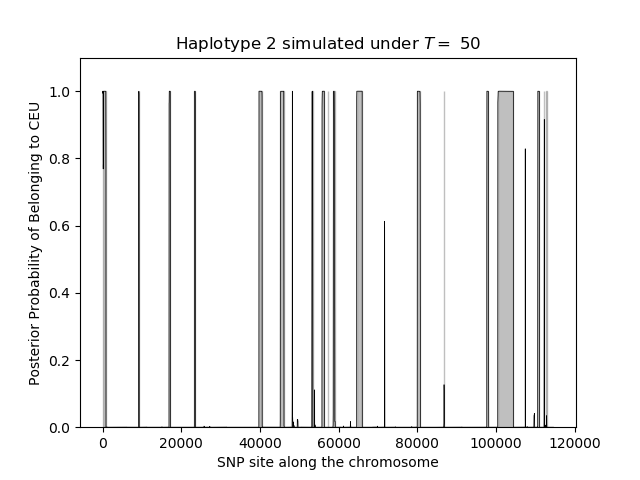 Haplotype 2 simulated under T = 50
Posterior Probability of Belonging to CEU
1.0
0.8
0.6
0.4
0.2
0.0
0 20000 40000 60000 80000 100000 120000
SNP site along the chromosome